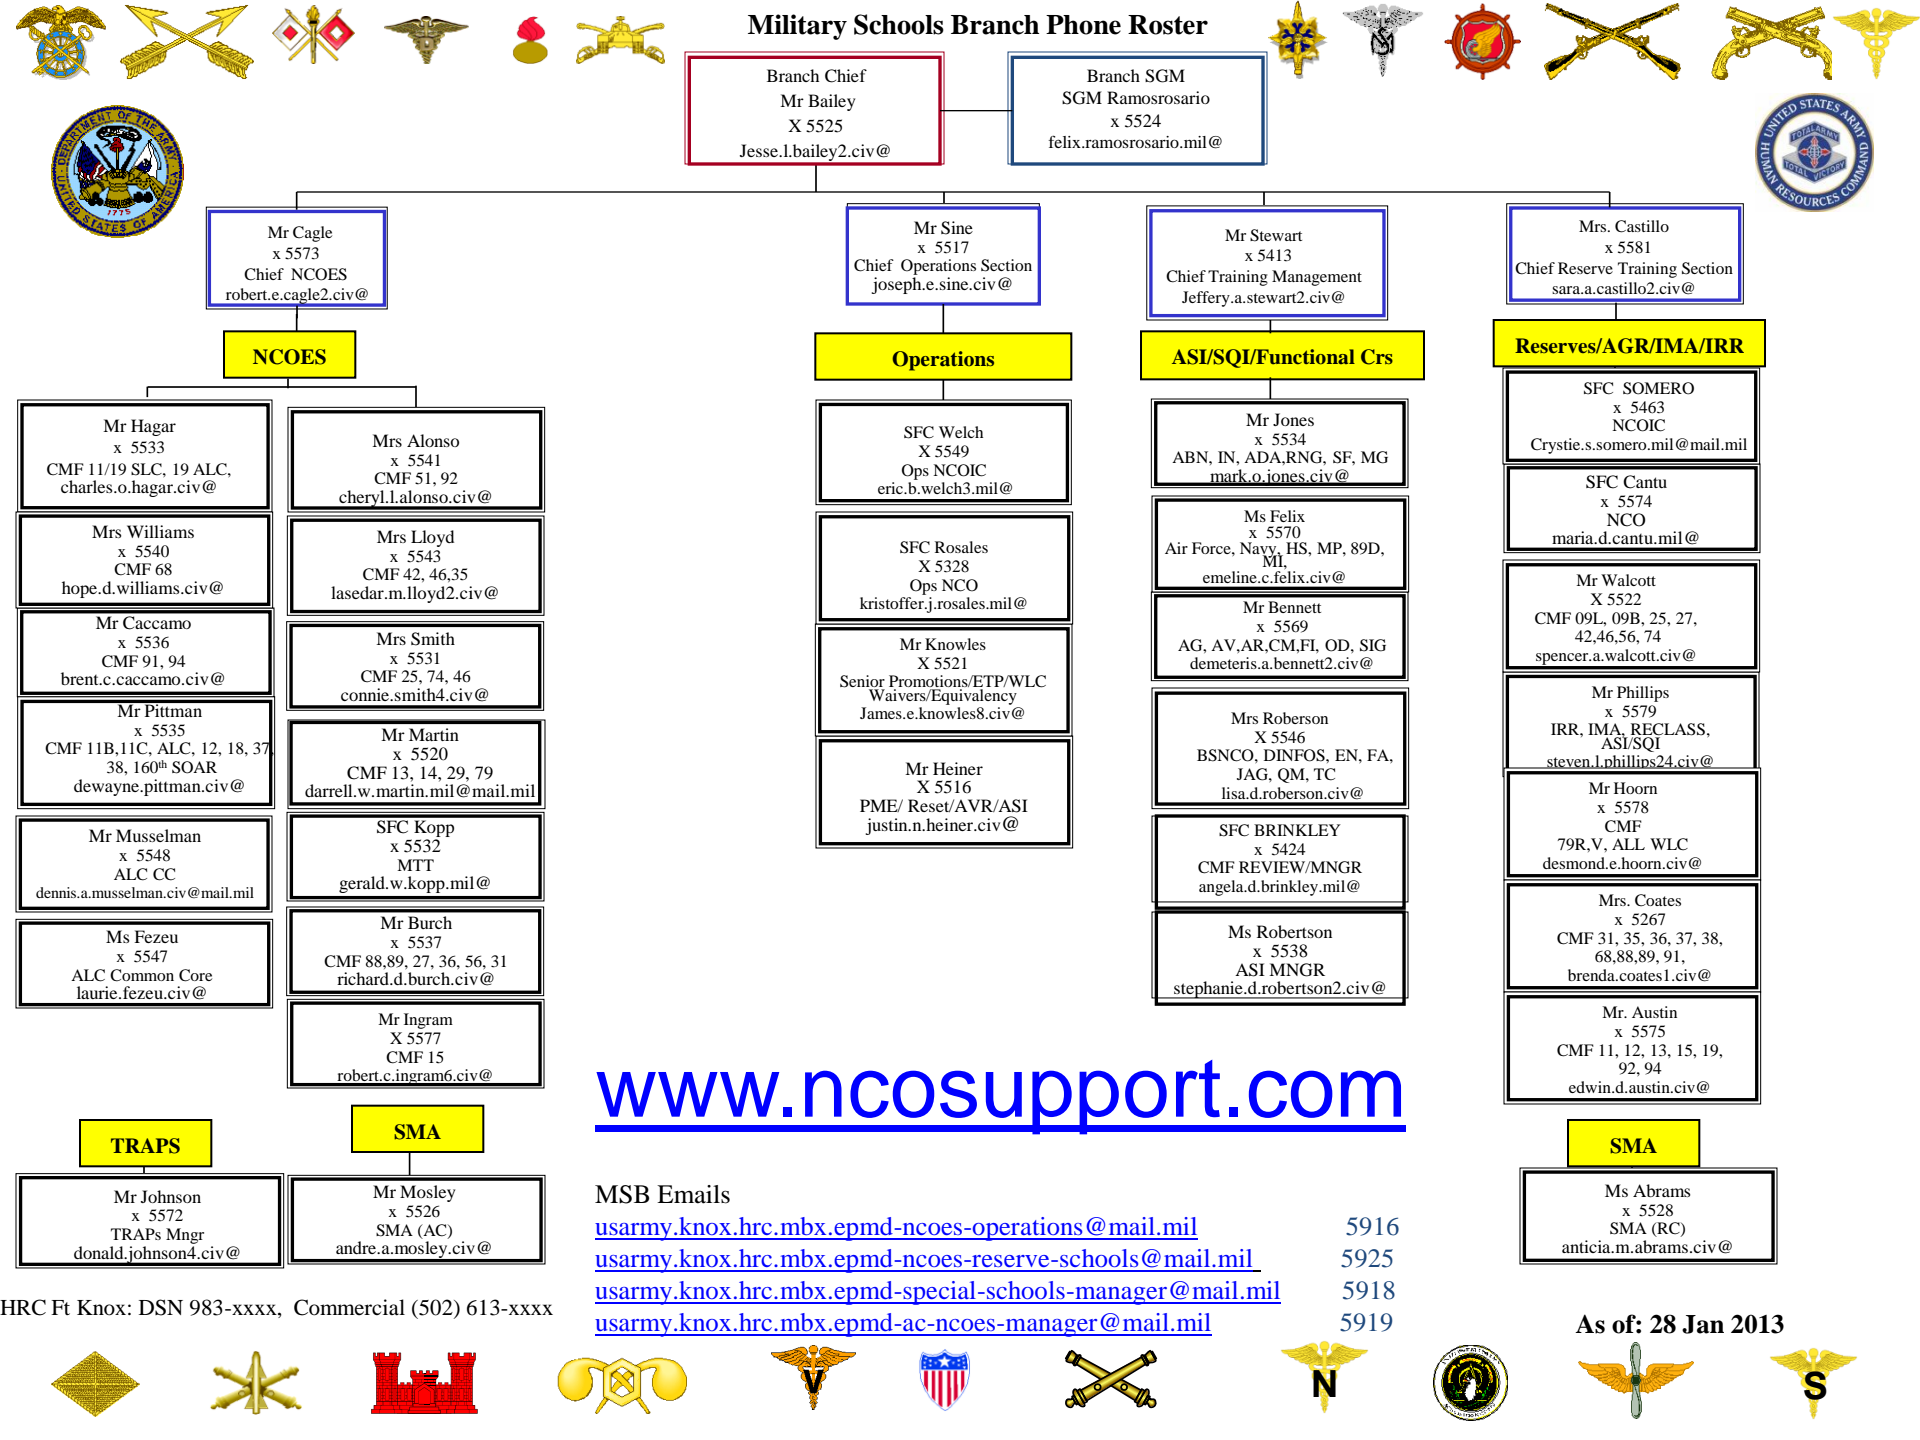 Military Schools Branch Phone Roster
Branch Chief
Mr Bailey
X 5525
Jesse.l.bailey2.civ@
Branch SGM
SGM Ramosrosario
x 5524
felix.ramosrosario.mil@
DEPARTMENT OF THE ARMY
UNITED STATES OF AMERICA
1775
UNITED STATES ARMY
HUMAN RESOURCES COMMAND
TOTAL ARMY
TOTAL VICTORY
Mr Cagle
x 5573
Chief NCOES
robert.e.cagle2.civ@
Mr Sine
x 5517
Chief Operations Section
joseph.e.sine.civ@
Mr Stewart
x 5413
Chief Training Management
Jeffery.a.stewart2.civ@
Mrs. Castillo
x 5581
Chief Reserve Training Section
sara.a.castillo2.civ@
NCOES
Mr Hagar
x 5533
CMF 11/19 SLC, 19 ALC,
charles.o.hagar.civ@
Mrs Williams
x 5540
CMF 68
hope.d.williams.civ@
Mr Caccamo
x 5536
CMF 91, 94
brent.c.caccamo.civ@
Mr Pittman
x 5535
CMF 11B,11C, ALC, 12, 18, 37,
38, 160th SOAR
dewayne.pittman.civ@
Mr Musselman
x 5548
ALC CC
dennis.a.musselman.civ@mail.mil
Ms Fezeu
x 5547
ALC Common Core
laurie.fezeu.civ@
Mrs Alonso
x 5541
CMF 51, 92
cheryl.l.alonso.civ@
Mrs Lloyd
x 5543
CMF 42, 46,35
lasedar.m.lloyd2.civ@
Mrs Smith
x 5531
CMF 25, 74, 46
connie.smith4.civ@
Mr Martin
x 5520
CMF 13, 14, 29, 79
darrell.w.martin.mil@mail.mil
SFC Kopp
x 5532
MTT
gerald.w.kopp.mil@
Mr Burch
x 5537
CMF 88,89, 27, 36, 56, 31
richard.d.burch.civ@
Mr Ingram
X 5577
CMF 15
robert.c.ingram6.civ@
Operations
SFC Welch
X 5549
Ops NCOIC
eric.b.welch3.mil@
SFC Rosales
X 5328
Ops NCO
kristoffer.j.rosales.mil@
Mr Knowles
X 5521
Senior Promotions/ETP/WLC
Waivers/Equivalency
James.e.knowles8.civ@
Mr Heiner
X 5516
PME/ Reset/AVR/ASI
justin.n.heiner.civ@
ASI/SQI/Functional Crs
Mr Jones
x 5534
ABN, IN, ADA,RNG, SF, MG
mark.o.jones.civ@
Ms Felix
x 5570
Air Force, Navy, HS, MP, 89D,
MI,
emeline.c.felix.civ@
Mr Bennett
x 5569
AG, AV,AR,CM,FI, OD, SIG
demeteris.a.bennett2.civ@
Mrs Roberson
X 5546
BSNCO, DINFOS, EN, FA,
JAG, QM, TC
lisa.d.roberson.civ@
SFC BRINKLEY
x 5424
CMF REVIEW/MNGR
angela.d.brinkley.mil@
Ms Robertson
x 5538
ASI MNGR
stephanie.d.robertson2.civ@
Reserves/AGR/IMA/IRR
SFC SOMERO
x 5463
NCOIC
Crystie.s.somero.mil@mail.mil
SFC Cantu
x 5574
NCO
maria.d.cantu.mil@
Mr Walcott
X 5522
CMF 09L, 09B, 25, 27,
42,46,56, 74
spencer.a.walcott.civ@
Mr Phillips
x 5579
IRR, IMA, RECLASS,
ASI/SQI
steven.l.phillips24.civ@
Mr Hoorn
x 5578
CMF
79R,V, ALL WLC
desmond.e.hoorn.civ@
Mrs. Coates
x 5267
CMF 31, 35, 36, 37, 38,
68,88,89, 91,
brenda.coates1.civ@
Mr. Austin
x 5575
CMF 11, 12, 13, 15, 19,
92, 94
edwin.d.austin.civ@
www.ncosupport.com
TRAPS
Mr Johnson
x 5572
TRAPs Mngr
donald.johnson4.civ@
SMA
Mr Mosley
x 5526
SMA (AC)
andre.a.mosley.civ@
SMA
Ms Abrams
x 5528
SMA (RC)
anticia.m.abrams.civ@
MSB Emails
usarmy.knox.hrc.mbx.epmd-ncoes-operations@mail.mil 5916
usarmy.knox.hrc.mbx.epmd-ncoes-reserve-schools@mail.mil 5925
usarmy.knox.hrc.mbx.epmd-special-schools-manager@mail.mil 5918
usarmy.knox.hrc.mbx.epmd-ac-ncoes-manager@mail.mil 5919
HRC Ft Knox: DSN 983-xxxx, Commercial (502) 613-xxxx
As of: 28 Jan 2013
V
N
S